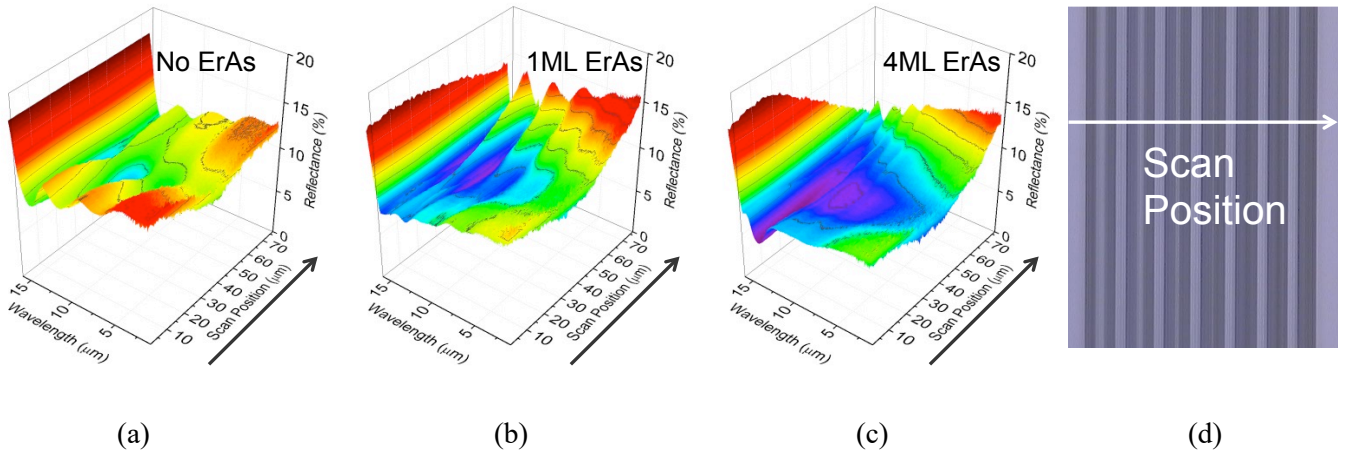 No ErAs
20
15
10
5
0
Reflectance (%)
70
60
50
40
30
20
10
Scan Position (μm)
15
10
5
Wavelength (μm)
1ML ErAs
20
15
10
5
0
Reflectance (%)
70
60
50
40
30
20
10
Scan Position (μm)
15
10
5
Wavelength (μm)
4ML ErAs
20
15
10
5
0
Reflectance (%)
70
60
50
40
30
20
10
Scan Position (μm)
15
10
5
Wavelength (μm)
Scan
Position
(a)
(b)
(c)
(d)